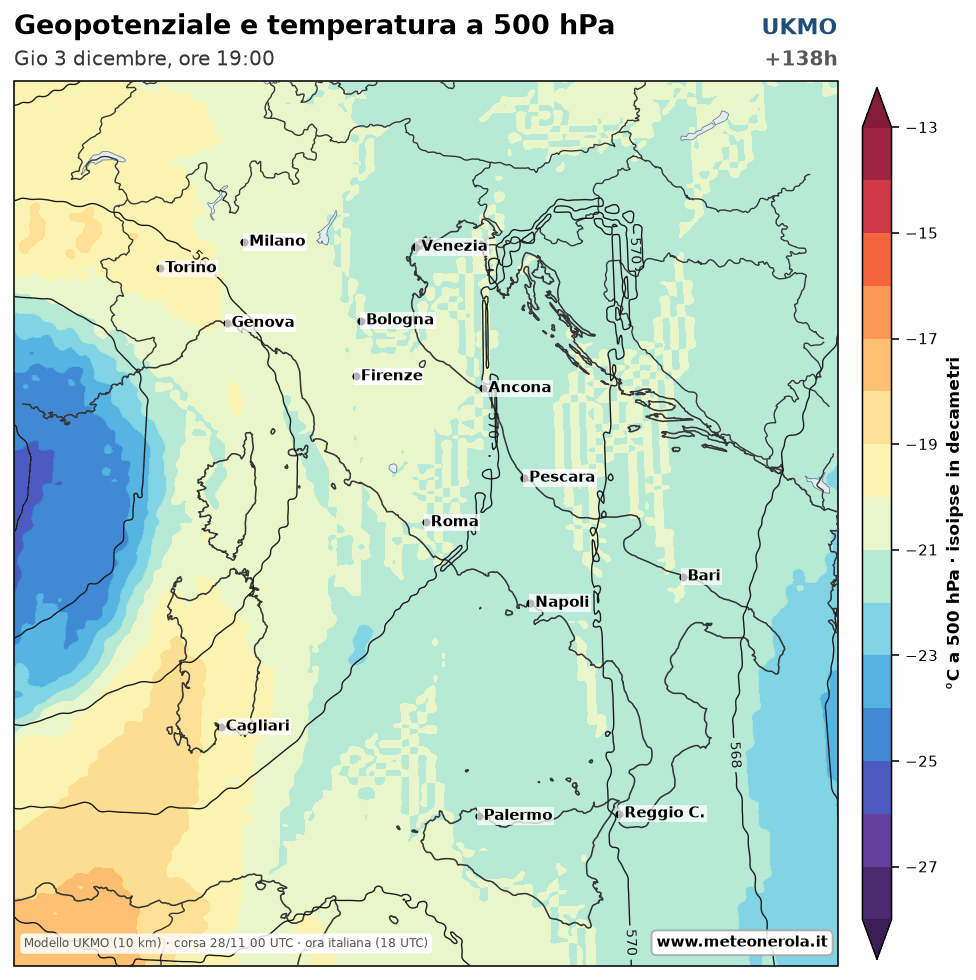 Geopotenziale e temperatura a 500 hPa
UKMO
Gio 3 dicembre, ore 19:00
+138h
Milano
Venezia
Torino
Genova
Bologna
Firenze
Ancona
Pescara
Roma
Bari
Napoli
Cagliari
Palermo
Reggio C.
570
570
568
570
−13
−15
−17
−19
−21
−23
−25
−27
°C a 500 hPa · isoipse in decametri
Modello UKMO (10 km) · corsa 28/11 00 UTC · ora italiana (18 UTC)
www.meteonerola.it